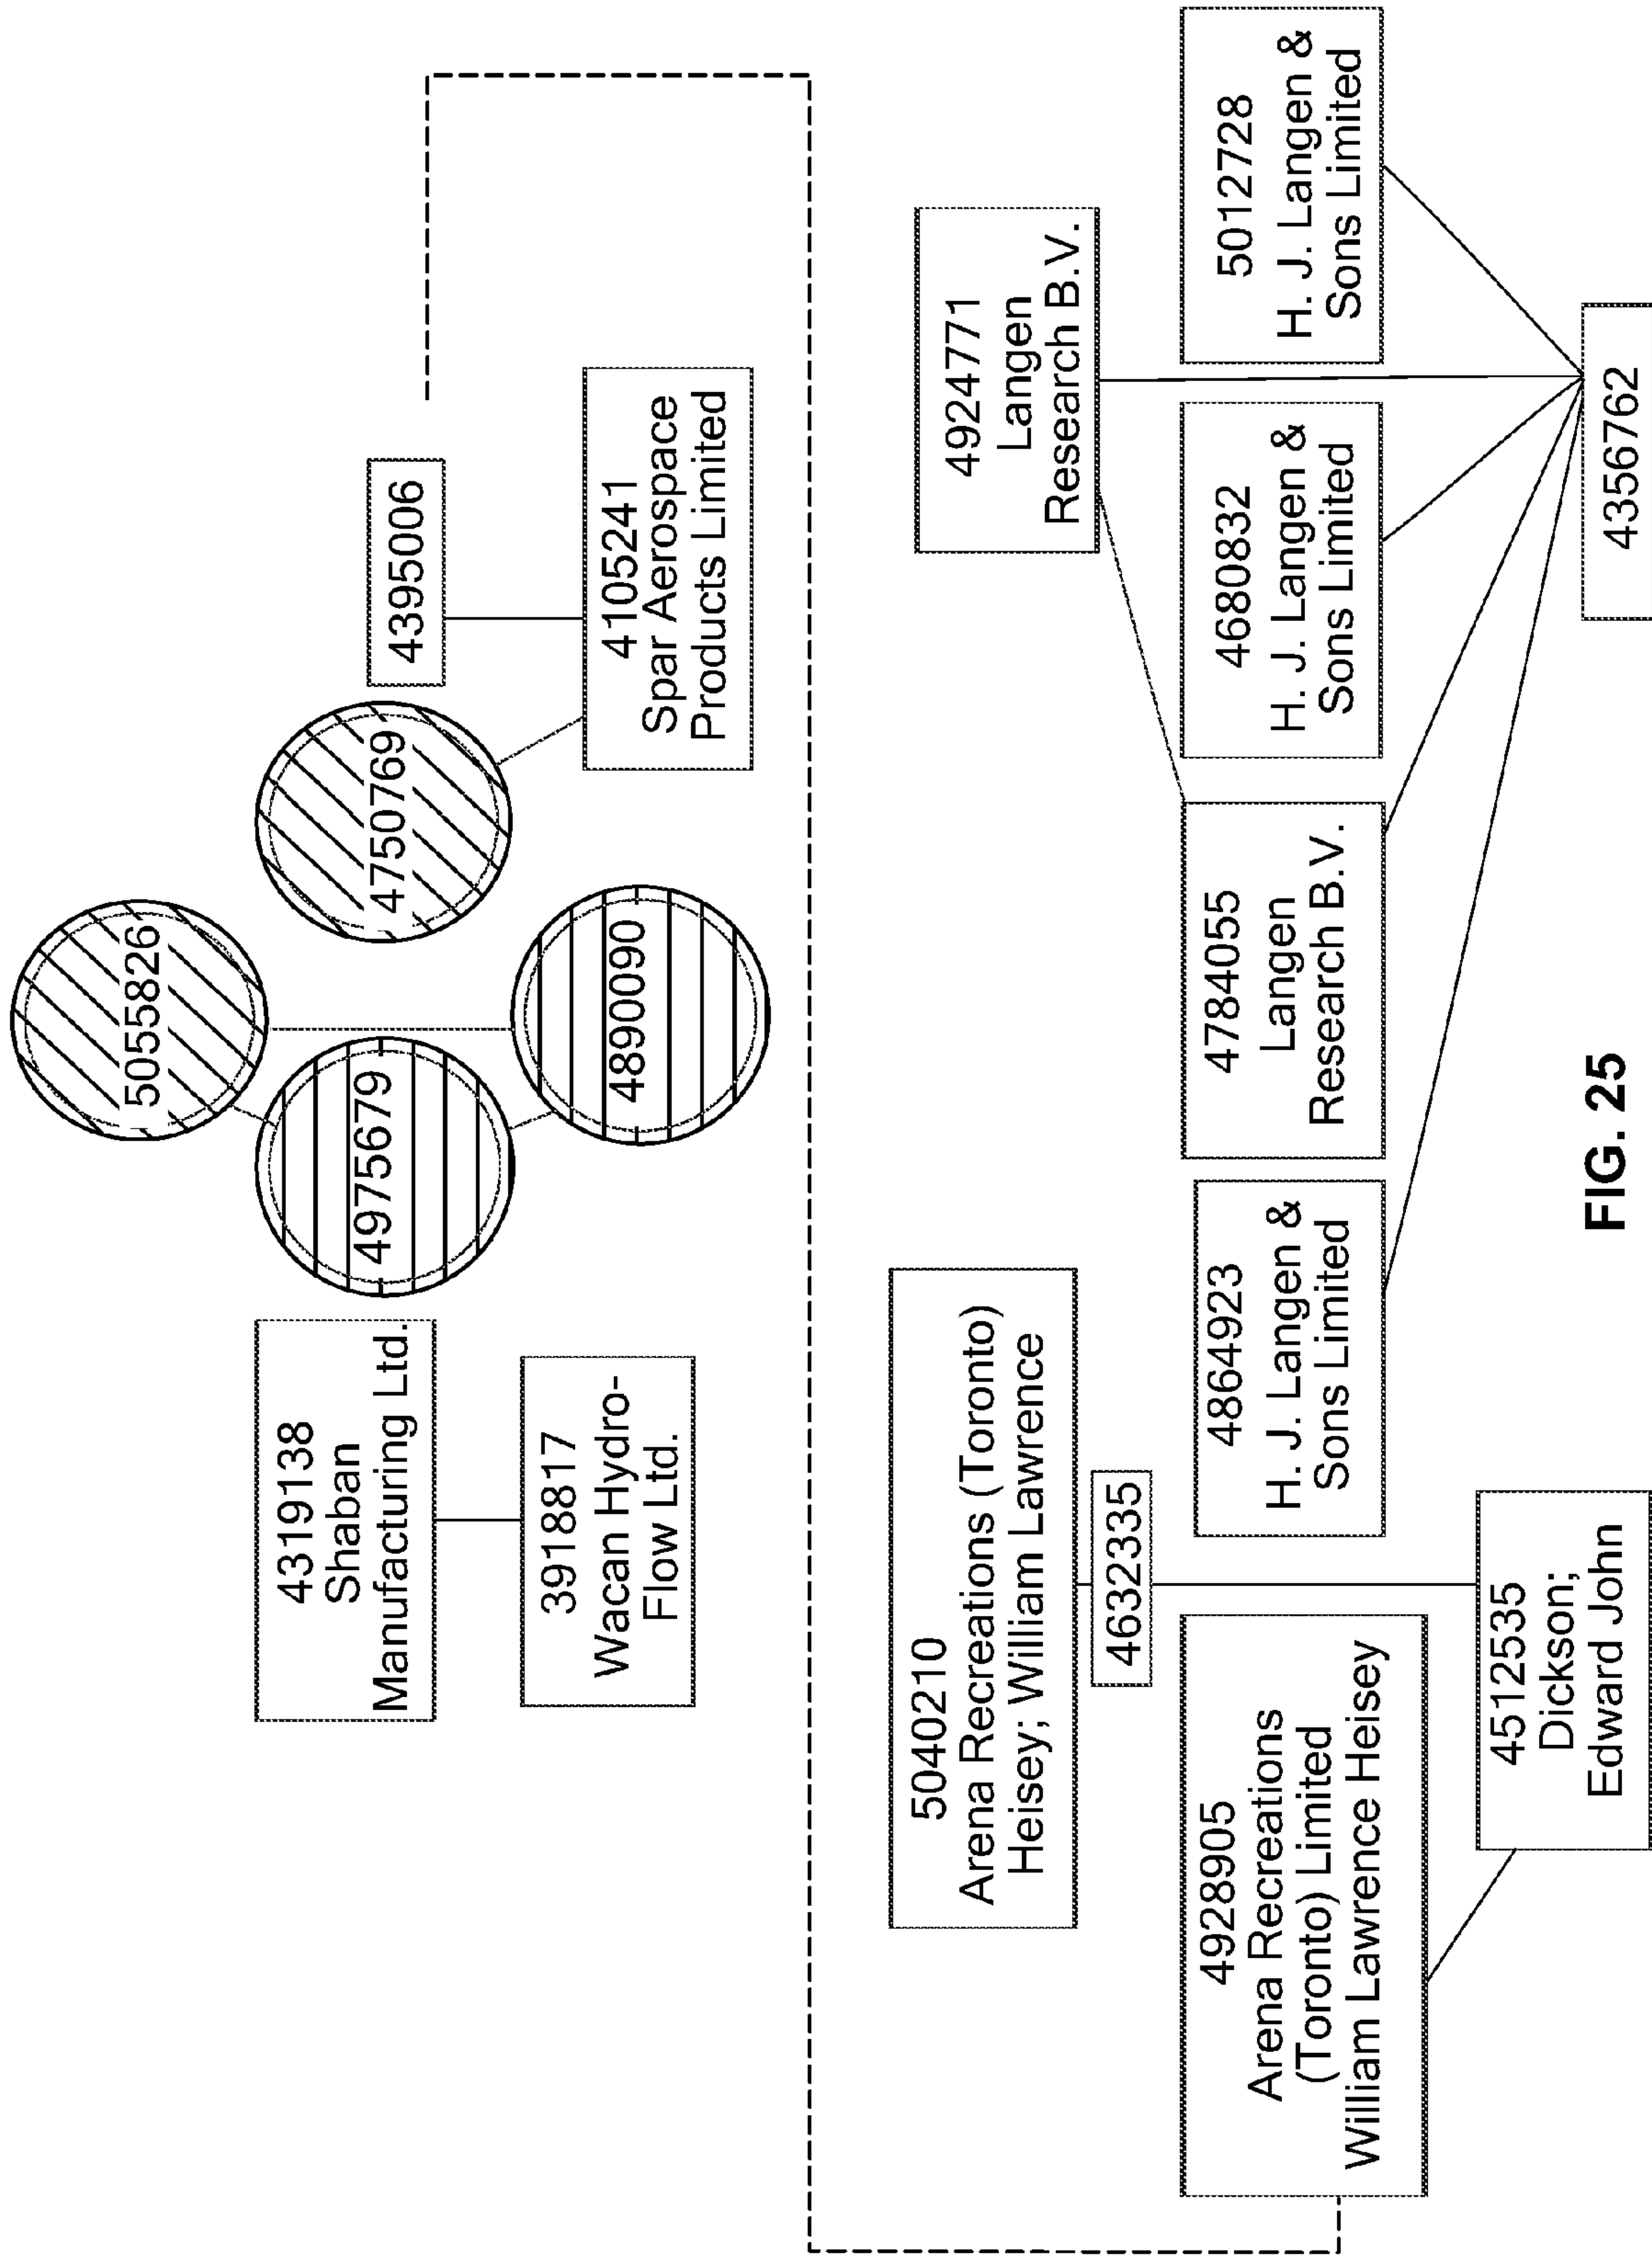 5055826
4319138
Shaban
Manufacturing Ltd.
4975679
4750769
4395006
3918817
Wacan Hydro-
Flow Ltd.
4890090
4105241
Spar Aerospace
Products Limited
5040210
Arena Recreations (Toronto)
Heisey; William Lawrence
4924771
Langen
Research B.V.
4632335
4928905
Arena Recreations
(Toronto) Limited
William Lawrence Heisey
4864923
H. J. Langen &
Sons Limited
4784055
Langen
Research B.V.
4680832
H. J. Langen &
Sons Limited
5012728
H. J. Langen &
Sons Limited
4512535
Dickson;
Edward John
4356762
FIG. 25